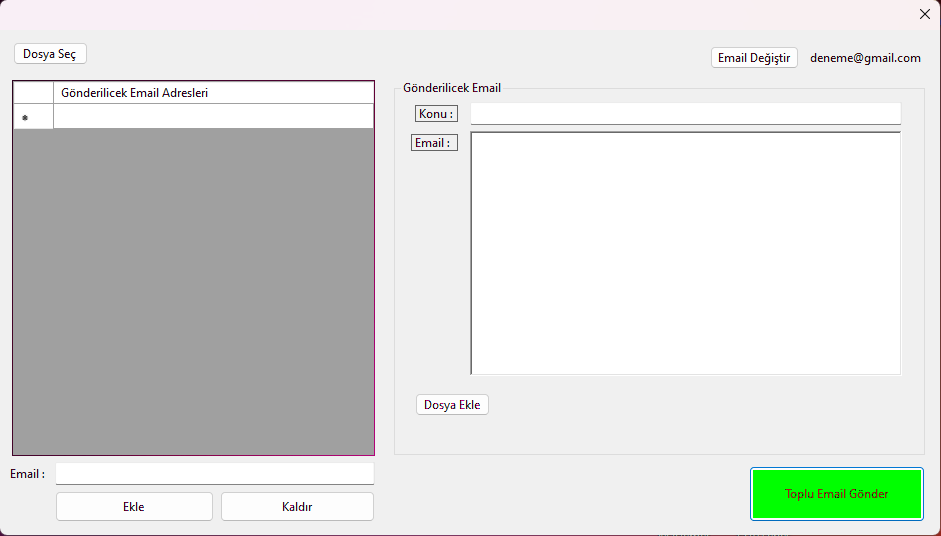 Dosya Seç
Email Değiştir deneme@gmail.com
Gönderilicek Email Adresleri
*
Gönderilicek Email
Konu :
Email :
Dosya Ekle
Email :
Ekle
Kaldır
Toplu Email Gönder